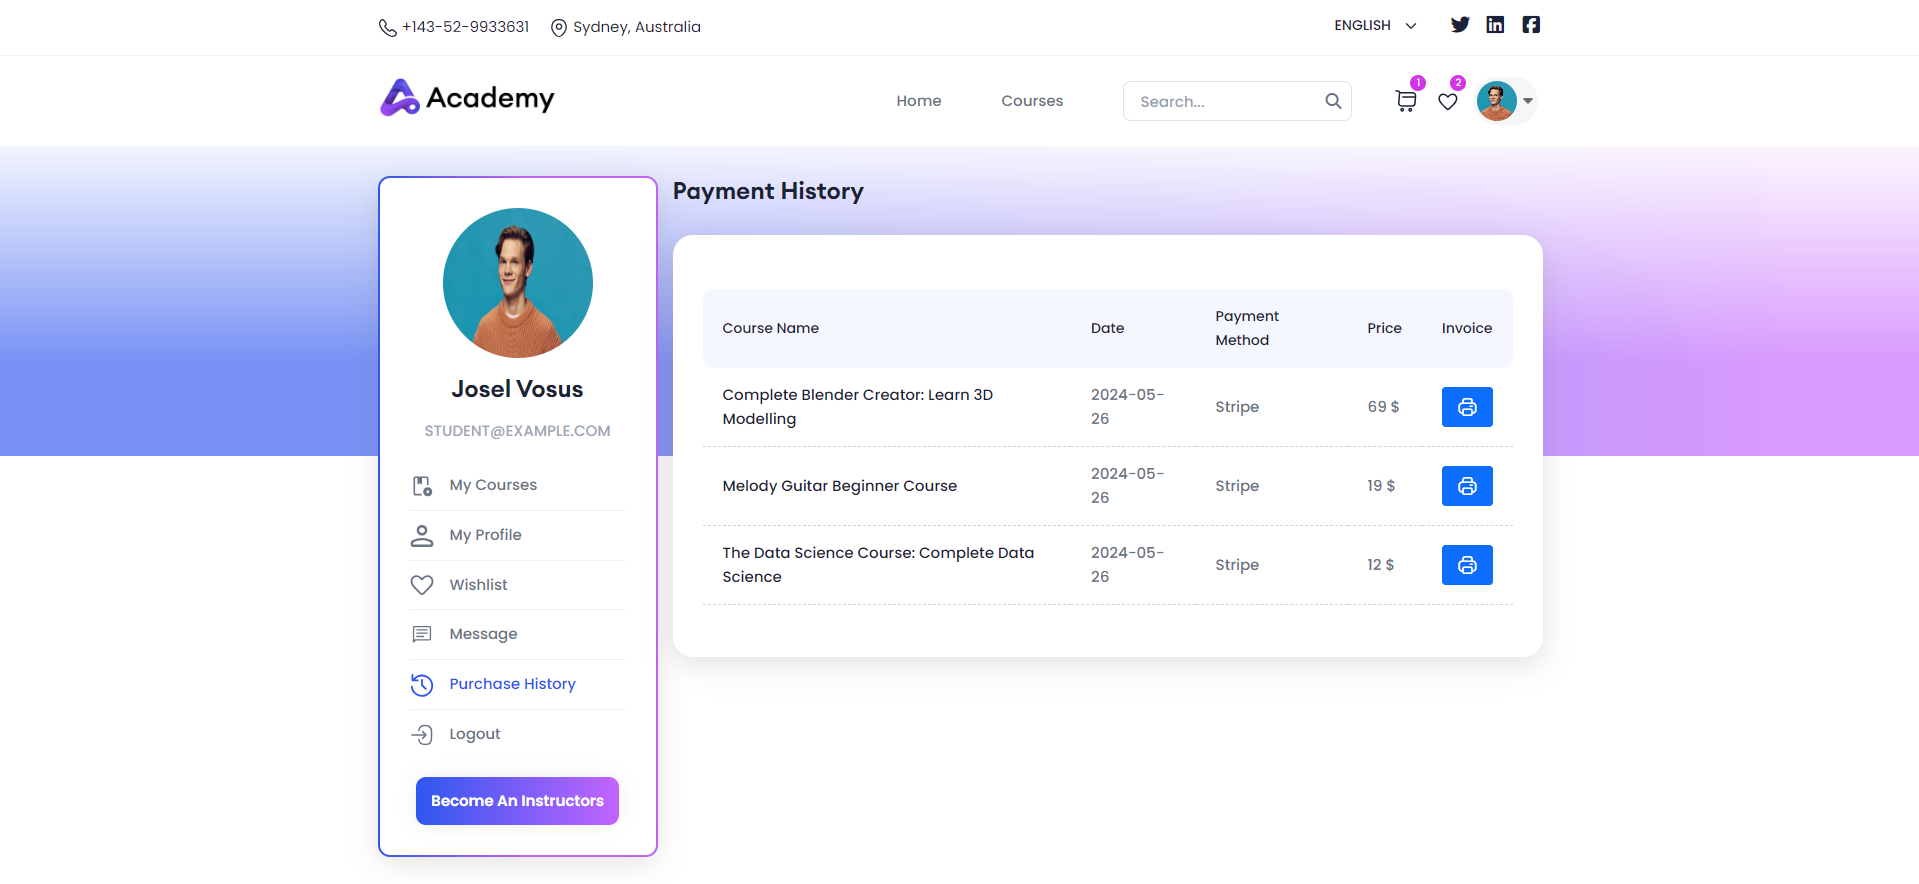 +143-52-9933631 Sydney, Australia ENGLISH
Academy Home Courses Search... 1 2
Payment History
Josel Vosus
STUDENT@EXAMPLE.COM
My Courses
My Profile
Wishlist
Message
Purchase History
Logout
Become An Instructors
Course Name Date Payment Method Price Invoice
Complete Blender Creator: Learn 3D
Modelling
2024-05-
26
Stripe 69 $
Melody Guitar Beginner Course
2024-05-
26
Stripe 19 $
The Data Science Course: Complete Data
Science
2024-05-
26
Stripe 12 $